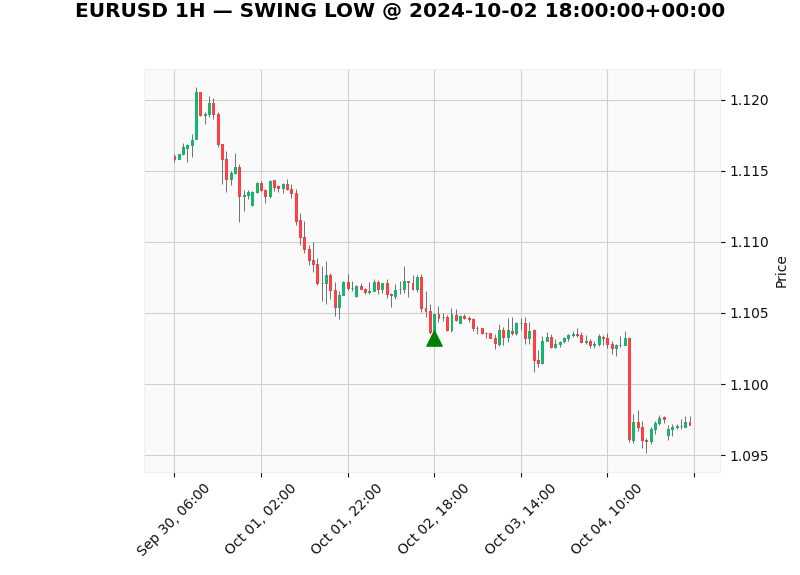 EURUSD 1H — SWING LOW @ 2024-10-02 18:00:00+00:00
1.120
1.115
1.110
1.105
1.100
1.095
Price
Sep 30, 06:00
Oct 01, 02:00
Oct 01, 22:00
Oct 02, 18:00
Oct 03, 14:00
Oct 04, 10:00